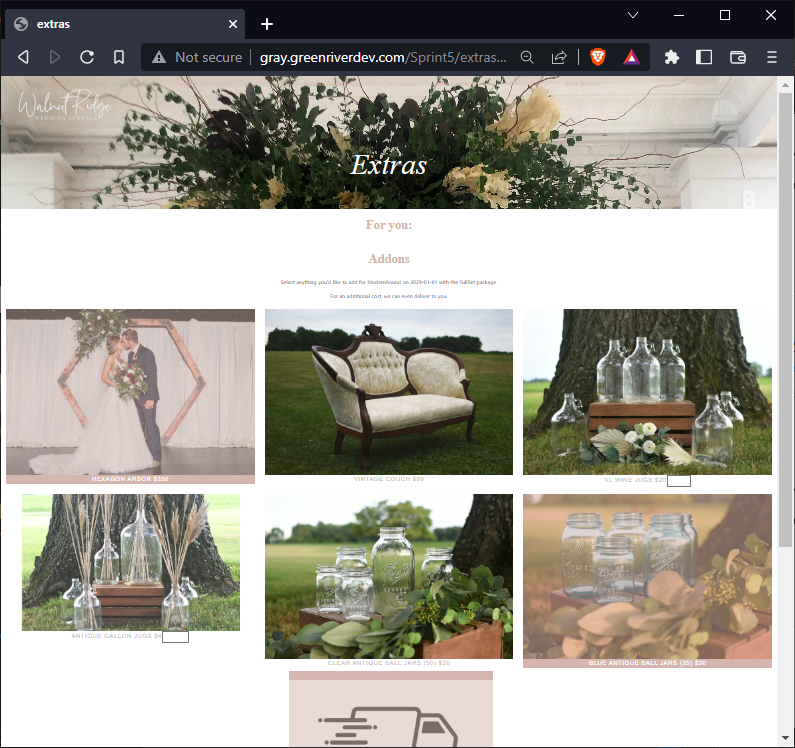 extras
Not secure
gray.greenriverdev.com/Sprint5/extras...
Walnut Ridge
WEDDING RENTALS
Extras
For you:
Addons
Select anything you'd like to add for ModernRound on 2029-01-01 with the FullSet package.
For an additional cost, we can even deliver to you.
HEXAGON ARBOR $350
VINTAGE COUCH $99
XL WINE JUGS $20
ANTIQUE GALLON JUGS $4
CLEAR ANTIQUE BALL JARS (50) $30
BLUE ANTIQUE BALL JARS (25) $30